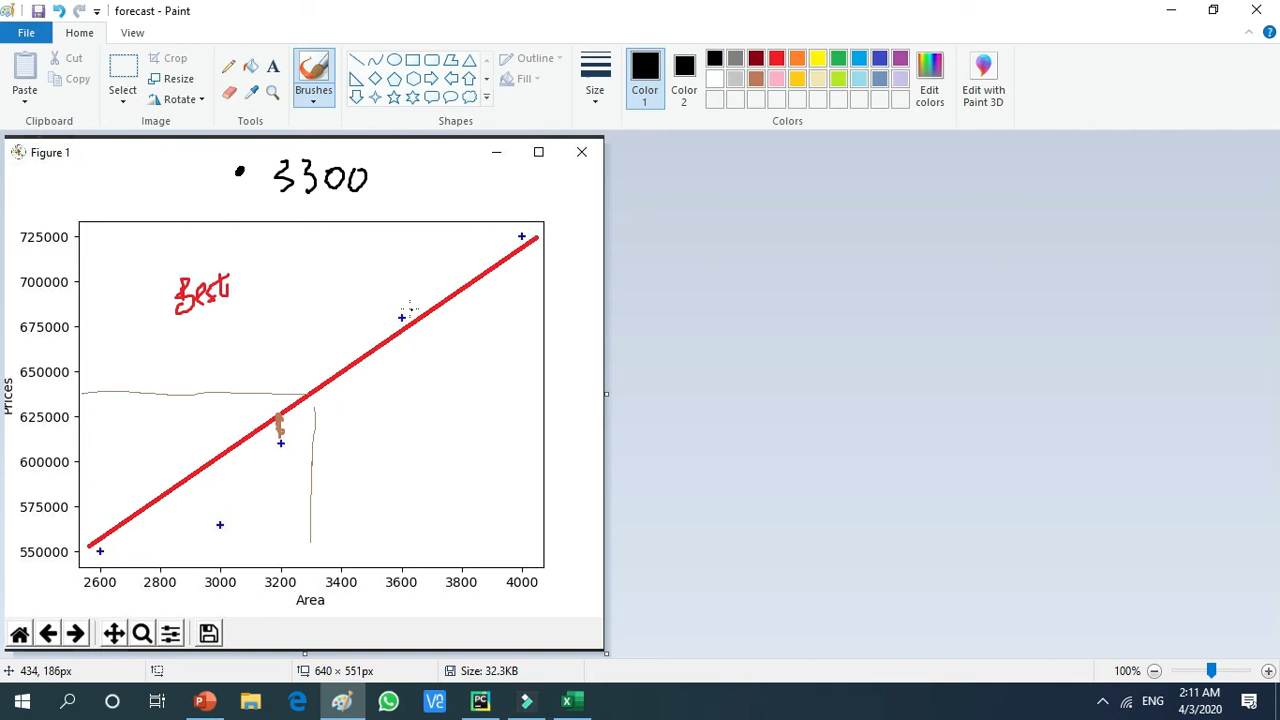 forecast - Paint
File Home View
Paste Cut Copy
Clipboard
Select Crop Resize Rotate
Image
A
Tools
Brushes
Outline Fill
Shapes
Size
Color 1 Color 2
Edit colors
Colors
Edit with Paint 3D
Figure 1
3300
Best
725000
700000
675000
650000
625000
600000
575000
550000
Prices
2600 2800 3000 3200 3400 3600 3800 4000
Area
434, 186px 640 × 551px Size: 32.3KB 100%
ENG 2:11 AM
4/3/2020